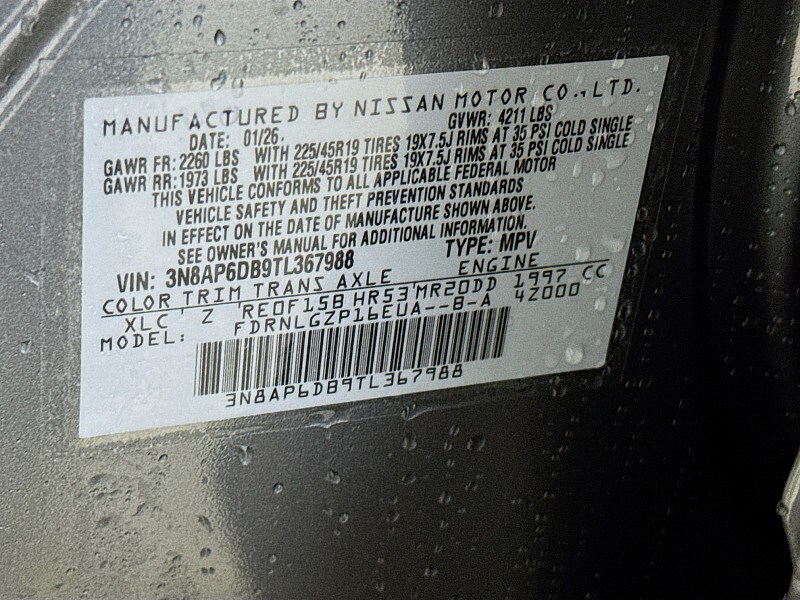 MANUFACTURED BY NISSAN MOTOR CO., LTD.
DATE: 01/26. GVWR: 4211 LBS
GAWR FR: 2260 LBS WITH 225/45R19 TIRES 19X7.5J RIMS AT 35 PSI COLD SINGLE
GAWR RR: 1973 LBS WITH 225/45R19 TIRES 19X7.5J RIMS AT 35 PSI COLD SINGLE
THIS VEHICLE CONFORMS TO ALL APPLICABLE FEDERAL MOTOR
VEHICLE SAFETY AND THEFT PREVENTION STANDARDS
IN EFFECT ON THE DATE OF MANUFACTURE SHOWN ABOVE.
SEE OWNER'S MANUAL FOR ADDITIONAL INFORMATION.
VIN: 3N8AP6DB9TL367988 TYPE: MPV
COLOR TRIM TRANS AXLE ENGINE
XLC Z RE0F15B HR53 MR20DD 1997 CC
MODEL: FDRNLGZP16EUA--B-A 4Z000
3N8AP6DB9TL367988